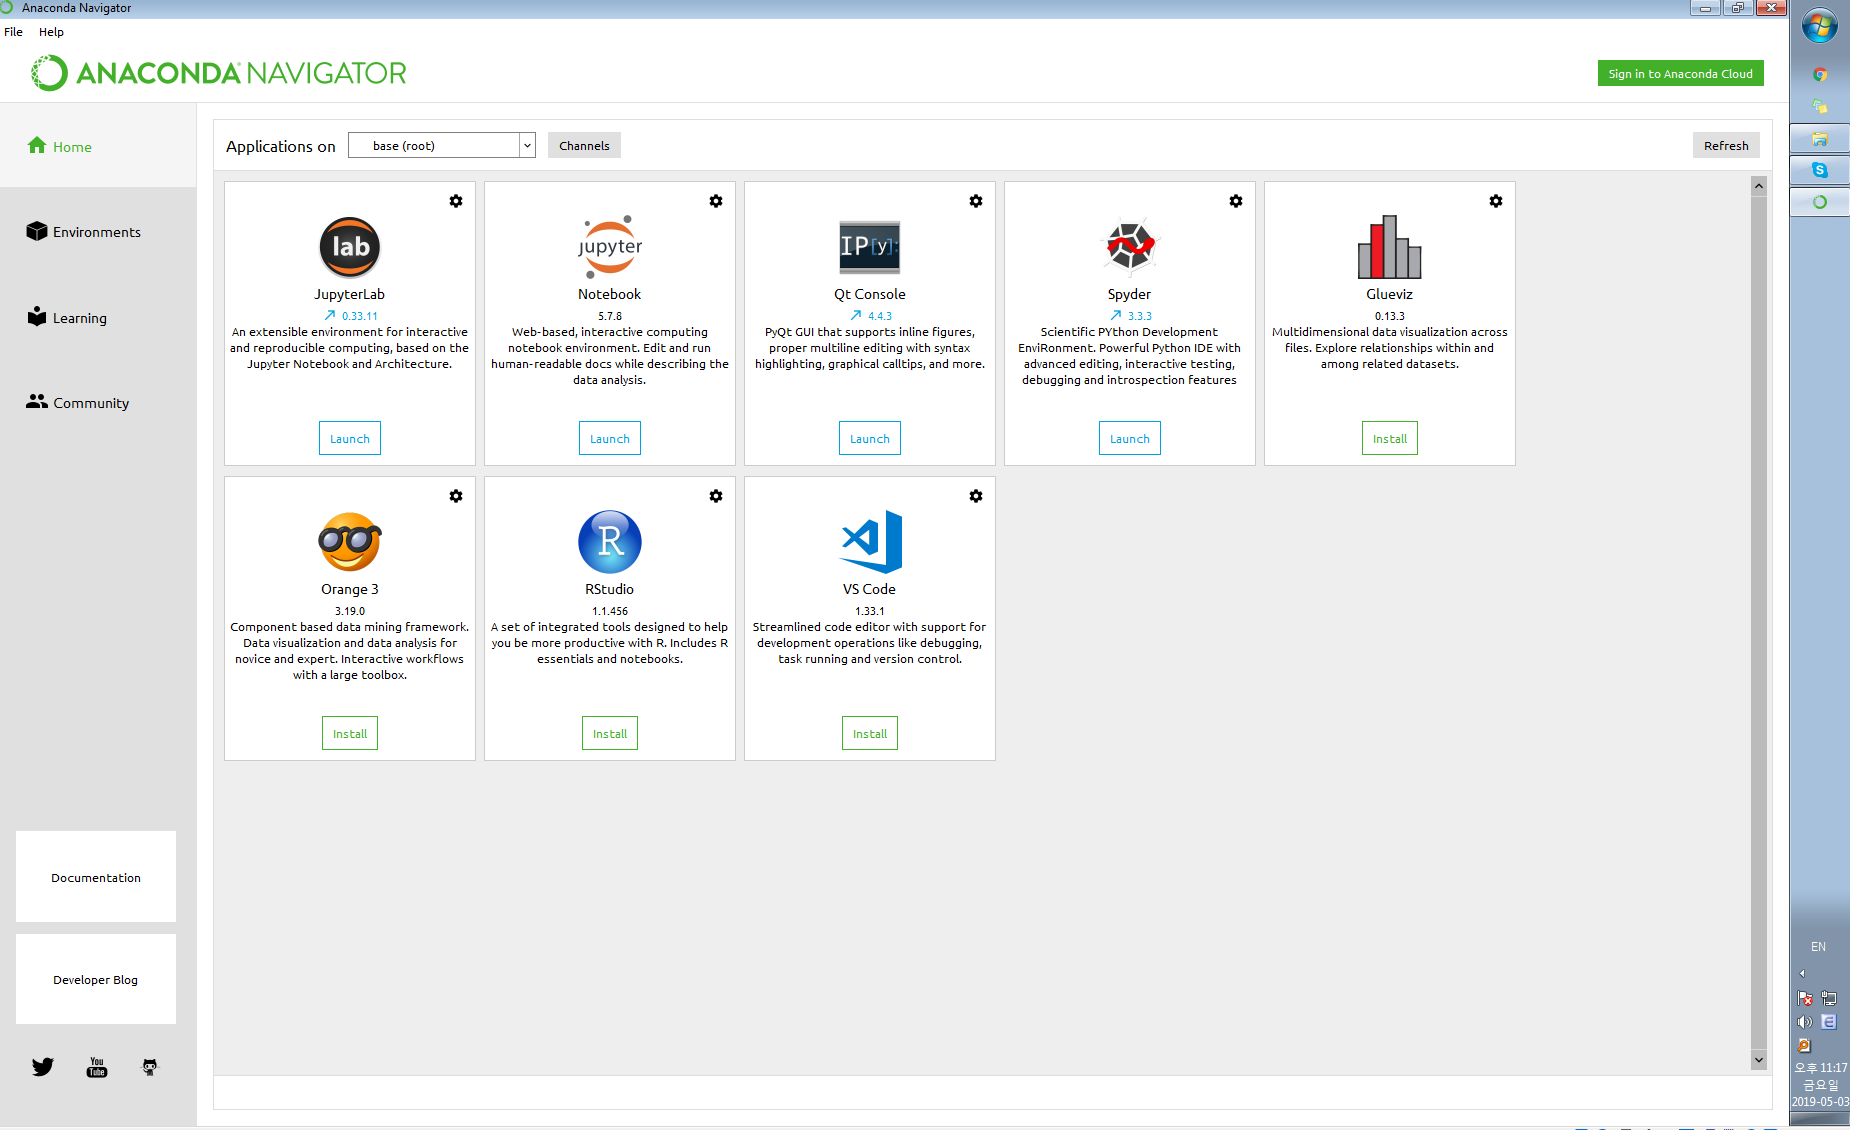 Anaconda Navigator
File Help
ANACONDA NAVIGATOR
Sign in to Anaconda Cloud
Home
Environments
Learning
Community
Documentation
Developer Blog
You
Tube
Applications on base (root) Channels Refresh
lab
JupyterLab
0.33.11
An extensible environment for interactive
and reproducible computing, based on the
Jupyter Notebook and Architecture.
Launch
jupyter
Notebook
5.7.8
Web-based, interactive computing
notebook environment. Edit and run
human-readable docs while describing the
data analysis.
Launch
IP[y]:
Qt Console
4.4.3
PyQt GUI that supports inline figures,
proper multiline editing with syntax
highlighting, graphical calltips, and more.
Launch
Spyder
3.3.3
Scientific PYthon Development
EnviRonment. Powerful Python IDE with
advanced editing, interactive testing,
debugging and introspection features
Launch
Glueviz
0.13.3
Multidimensional data visualization across
files. Explore relationships within and
among related datasets.
Install
Orange 3
3.19.0
Component based data mining framework.
Data visualization and data analysis for
novice and expert. Interactive workflows
with a large toolbox.
Install
R
RStudio
1.1.456
A set of integrated tools designed to help
you be more productive with R. Includes R
essentials and notebooks.
Install
VS Code
1.33.1
Streamlined code editor with support for
development operations like debugging,
task running and version control.
Install
S
EN
E
오후 11:17
금요일
2019-05-03